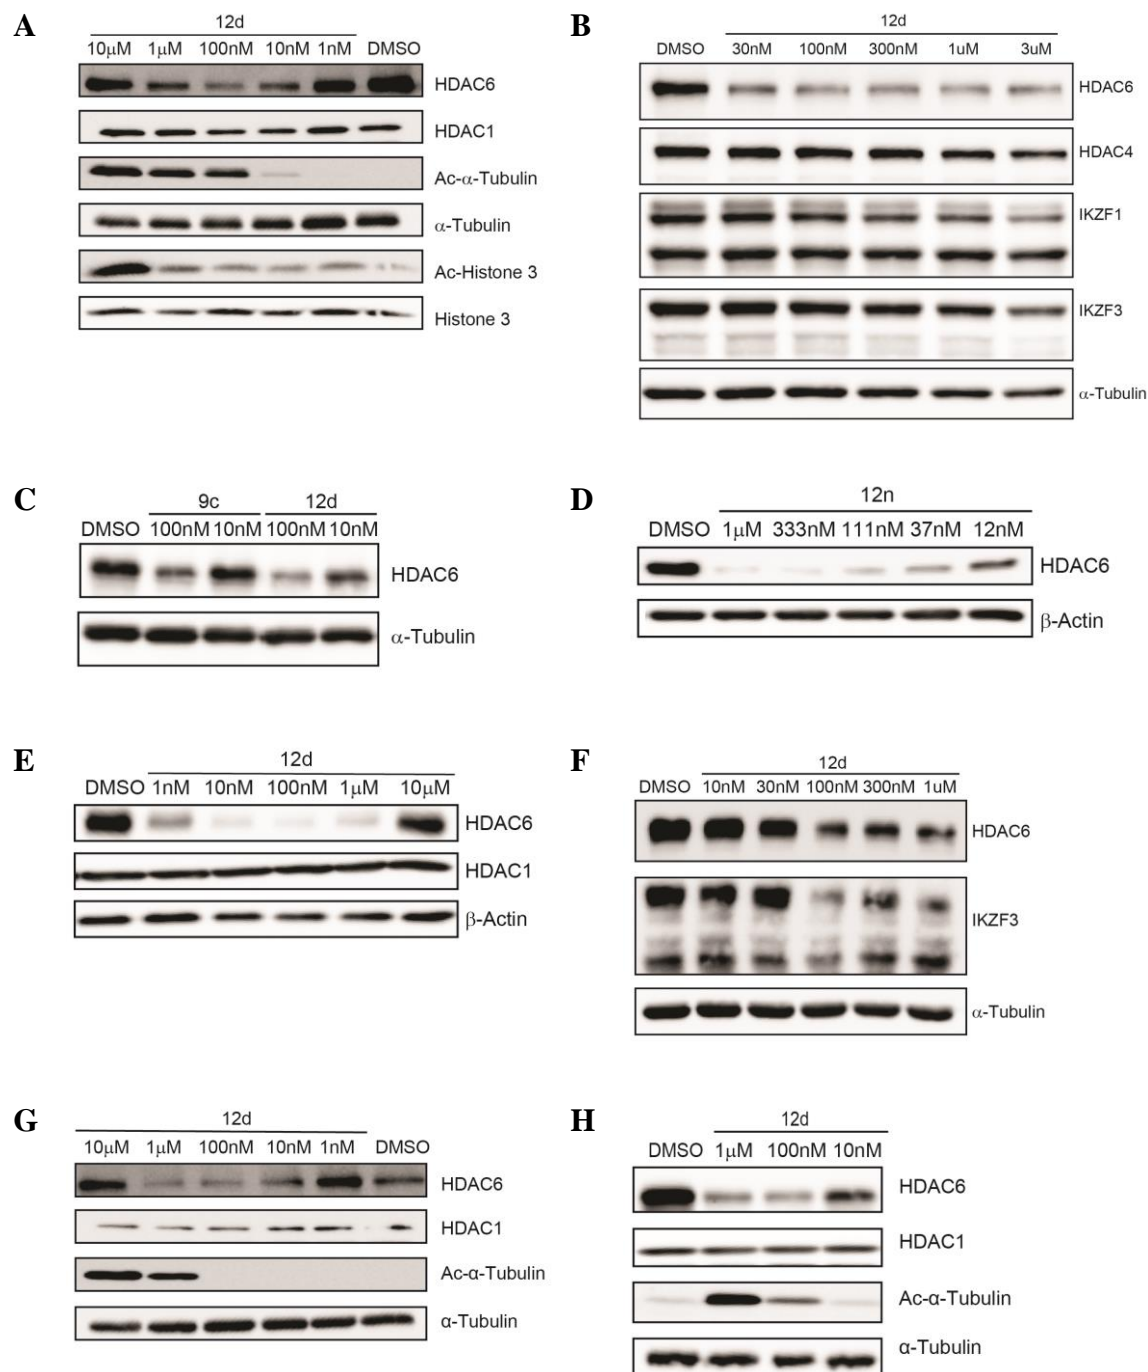 A
12d
10μM 1μM 100nM 10nM 1nM DMSO
HDAC6
HDAC1
Ac-α-Tubulin
α-Tubulin
Ac-Histone 3
Histone 3
B
12d
DMSO 30nM 100nM 300nM 1uM 3uM
HDAC6
HDAC4
IKZF1
IKZF3
α-Tubulin
C
9c 12d
DMSO 100nM 10nM 100nM 10nM
HDAC6
α-Tubulin
D
12n
DMSO 1μM 333nM 111nM 37nM 12nM
HDAC6
β-Actin
E
12d
DMSO 1nM 10nM 100nM 1μM 10μM
HDAC6
HDAC1
β-Actin
F
12d
DMSO 10nM 30nM 100nM 300nM 1uM
HDAC6
IKZF3
α-Tubulin
G
12d
10μM 1μM 100nM 10nM 1nM DMSO
HDAC6
HDAC1
Ac-α-Tubulin
α-Tubulin
H
12d
DMSO 1μM 100nM 10nM
HDAC6
HDAC1
Ac-α-Tubulin
α-Tubulin